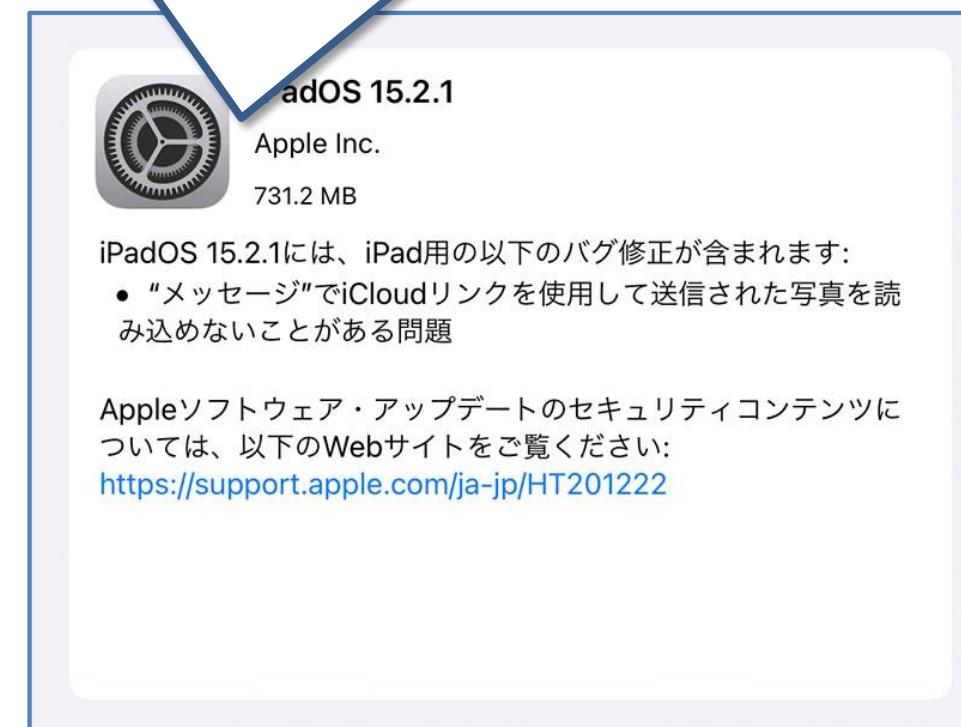 adOS 15.2.1
Apple Inc.
731.2 MB
iPadOS 15.2.1には、iPad用の以下のバグ修正が含まれます:
• “メッセージ”でiCloudリンクを使用して送信された写真を読
み込めないことがある問題
Appleソフトウェア・アップデートのセキュリティコンテンツに
ついては、以下のWebサイトをご覧ください:
https://support.apple.com/ja-jp/HT201222